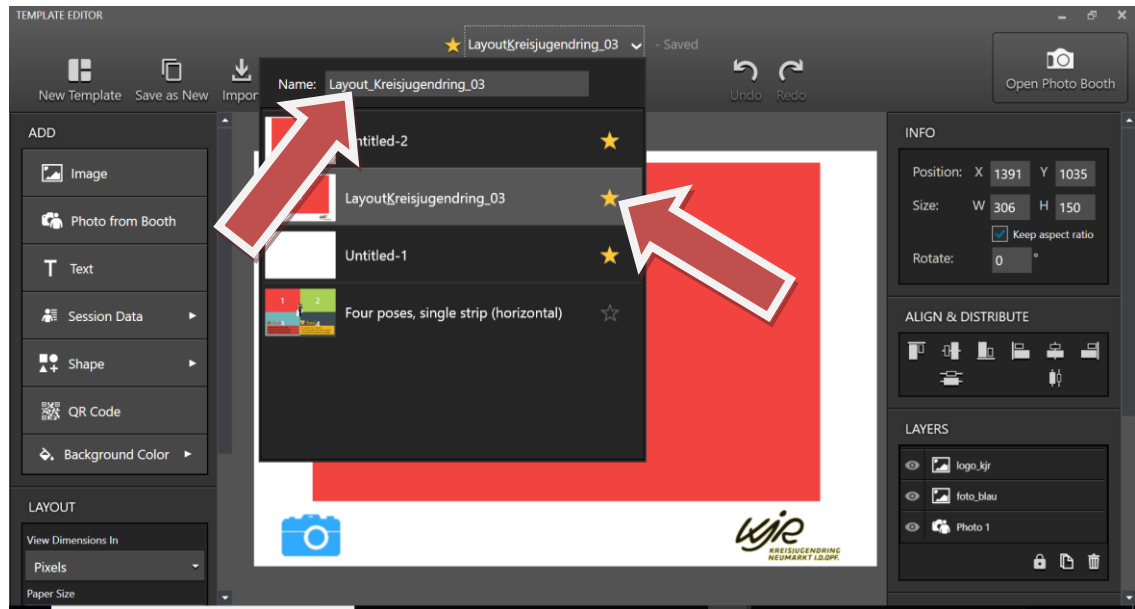 TEMPLATE EDITOR
LayoutKreisjugendring_03 - Saved
New Template
Save as New
Impor
Undo
Redo
Open Photo Booth
Name: Layout_Kreisjugendring_03
Untitled-2
LayoutKreisjugendring_03
Untitled-1
1 2
Four poses, single strip (horizontal)
ADD
Image
Photo from Booth
Text
Session Data
Shape
QR Code
Background Color
LAYOUT
View Dimensions In
Pixels
Paper Size
kjr
KREISJUGENDRING
NEUMARKT I.D.OPF.
INFO
Position: X 1391 Y 1035
Size: W 306 H 150
Keep aspect ratio
Rotate: 0 °
ALIGN & DISTRIBUTE
LAYERS
logo_kjr
foto_blau
Photo 1